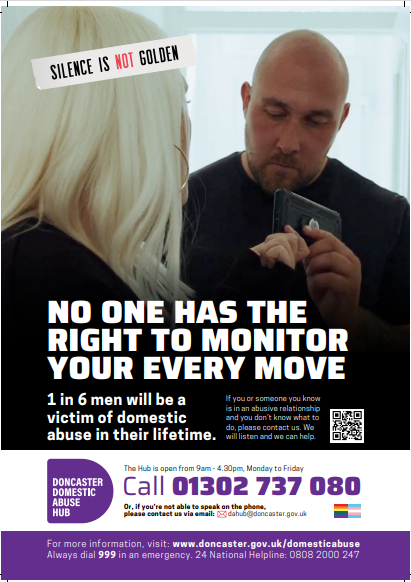 SILENCE IS NOT GOLDEN
NO ONE HAS THE
RIGHT TO MONITOR
YOUR EVERY MOVE
1 in 6 men will be a
victim of domestic
abuse in their lifetime.
If you or someone you know
is in an abusive relationship
and you don't know what to
do, please contact us. We
will listen and we can help.
DONCASTER
DOMESTIC
ABUSE
HUB
The Hub is open from 9am - 4.30pm, Monday to Friday
Call 01302 737 080
Or, if you're not able to speak on the phone,
please contact us via email: dahub@doncaster.gov.uk
For more information, visit: www.doncaster.gov.uk/domesticabuse
Always dial 999 in an emergency. 24 National Helpline: 0808 2000 247